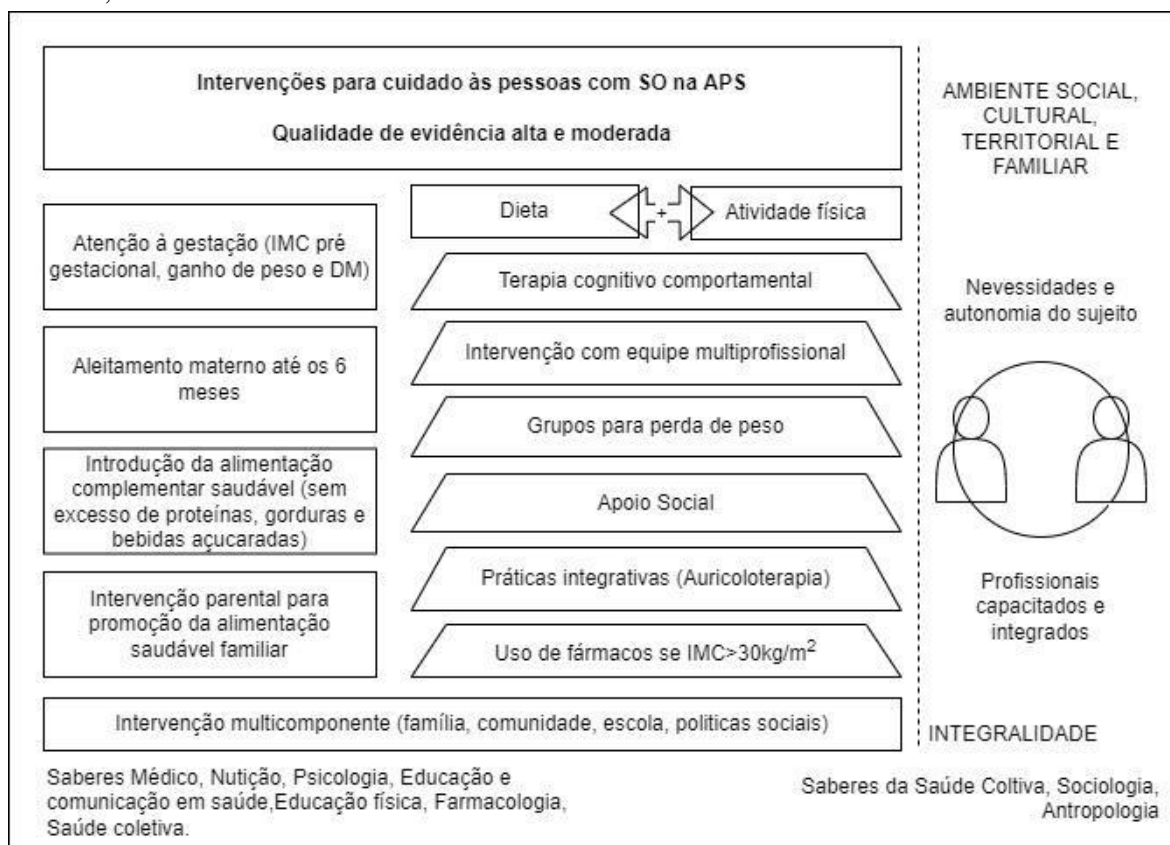 Intervenções para cuidado às pessoas com SO na APS
Qualidade de evidência alta e moderada
Atenção à gestação (IMC pré
gestacional, ganho de peso e DM)
Aleitamento materno até os 6
meses
Introdução da alimentação
complementar saudável (sem
excesso de proteínas, gorduras e
bebidas açucaradas)
Intervenção parental para
promoção da alimentação
saudável familiar
Dieta
+
Atividade física
Terapia cognitivo comportamental
Intervenção com equipe multiprofissional
Grupos para perda de peso
Apoio Social
Práticas integrativas (Auricoloterapia)
Uso de fármacos se IMC>30kg/m²
Intervenção multicomponente (família, comunidade, escola, politicas sociais)
Saberes Médico, Nutição, Psicologia, Educação e
comunicação em saúde,Educação física, Farmacologia,
Saúde coletiva.
AMBIENTE SOCIAL,
CULTURAL,
TERRITORIAL E
FAMILIAR
Nevessidades e
autonomia do sujeito
Profissionais
capacitados e
integrados
INTEGRALIDADE
Saberes da Saúde Coltiva, Sociologia,
Antropologia